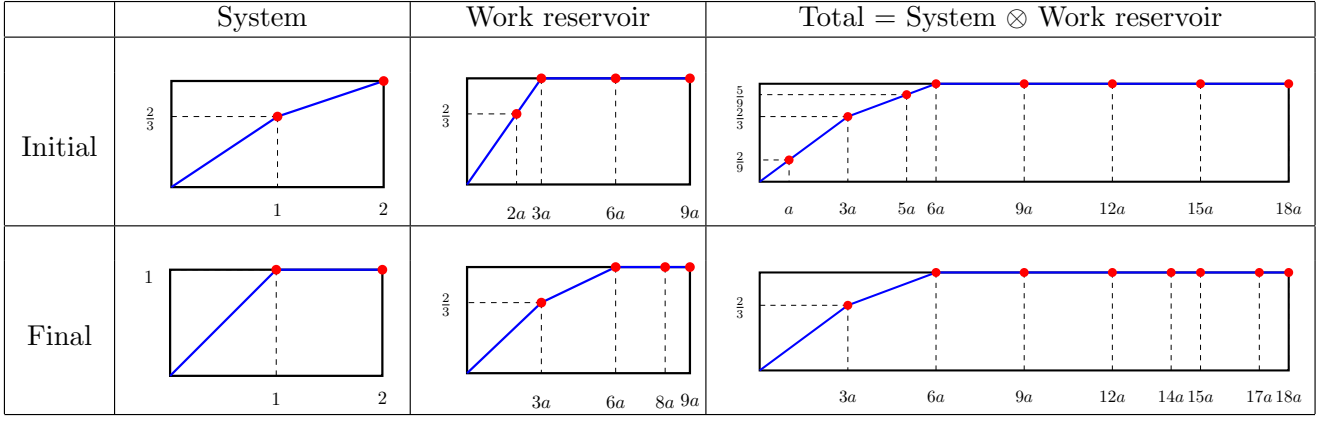 System Work reservoir Total = System ⊗ Work reservoir
Initial
2/3
1 2
2/3
2a 3a 6a 9a
5/9
2/3
2/9
a 3a 5a 6a 9a 12a 15a 18a
Final
1
1 2
2/3
3a 6a 8a 9a
2/3
3a 6a 9a 12a 14a 15a 17a 18a